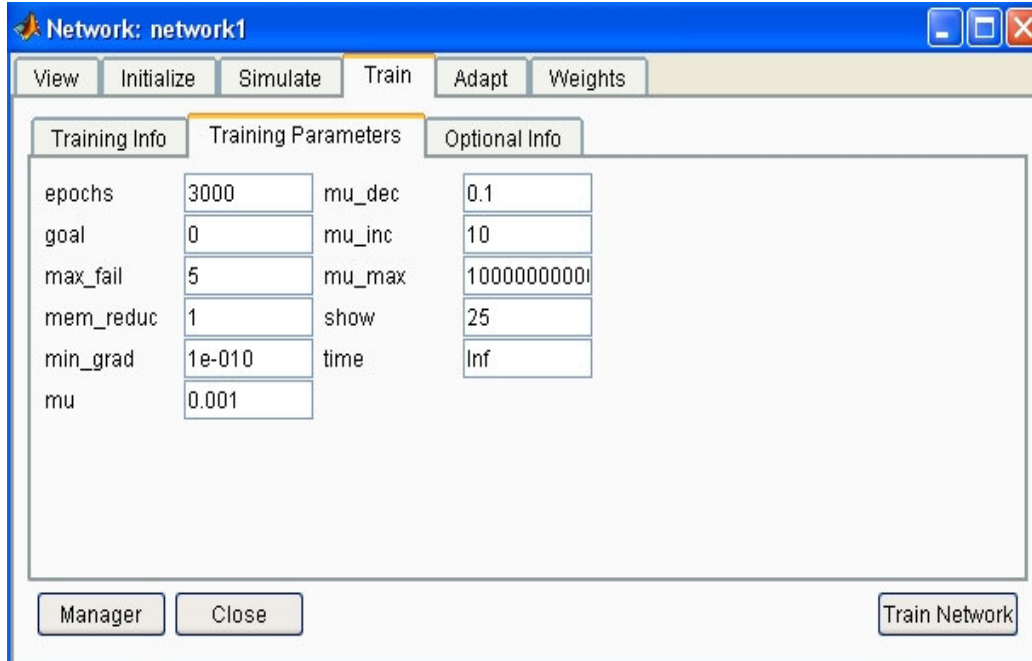 Network: network1
View Initialize Simulate Train Adapt Weights
Training Info Training Parameters Optional Info
epochs 3000 mu_dec 0.1
goal 0 mu_inc 10
max_fail 5 mu_max 1000000000
mem_reduc 1 show 25
min_grad 1e-010 time Inf
mu 0.001
Manager Close Train Network